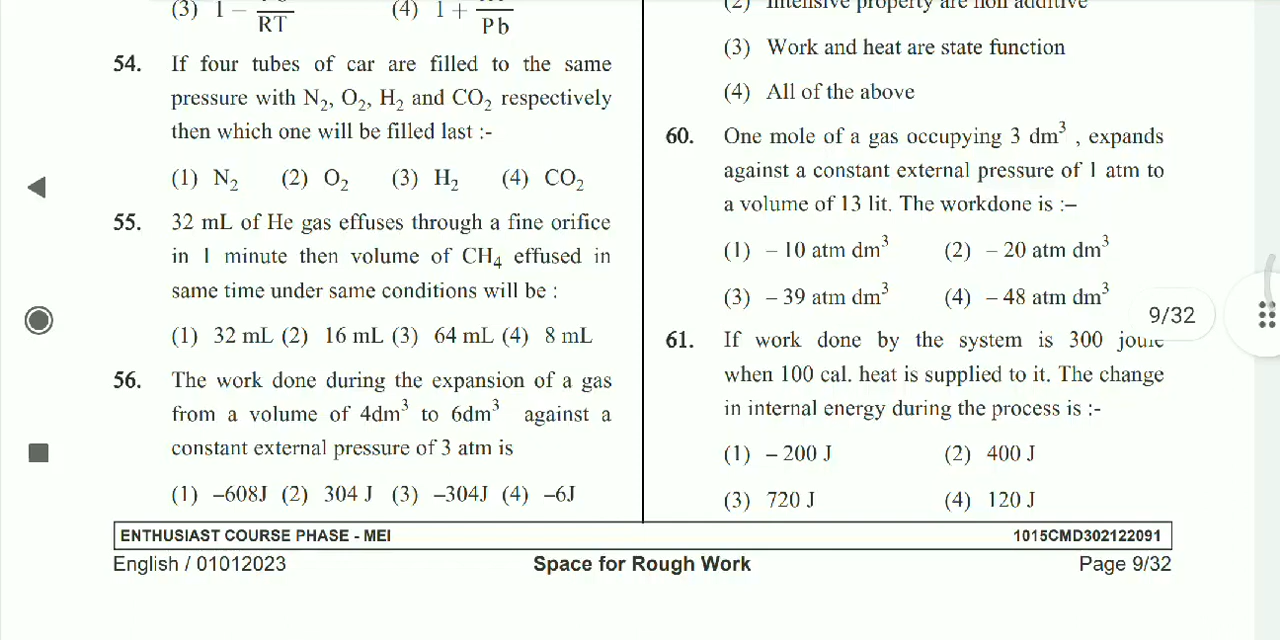 (3) 1 – 
RT
(4) 1 + 
Pb
54. If four tubes of car are filled to the same
pressure with N₂, O₂, H₂ and CO₂ respectively
then which one will be filled last :-
(1) N₂ (2) O₂ (3) H₂ (4) CO₂
55. 32 mL of He gas effuses through a fine orifice
in 1 minute then volume of CH₄ effused in
same time under same conditions will be :
(1) 32 mL (2) 16 mL (3) 64 mL (4) 8 mL
56. The work done during the expansion of a gas
from a volume of 4dm³ to 6dm³ against a
constant external pressure of 3 atm is
(1) –608J (2) 304 J (3) –304J (4) –6J
(2) Intensive property are non additive
(3) Work and heat are state function
(4) All of the above
60. One mole of a gas occupying 3 dm³ , expands
against a constant external pressure of 1 atm to
a volume of 13 lit. The workdone is :–
(1) – 10 atm dm³ (2) – 20 atm dm³
(3) – 39 atm dm³ (4) – 48 atm dm³
9/32
61. If work done by the system is 300 joule
when 100 cal. heat is supplied to it. The change
in internal energy during the process is :-
(1) – 200 J (2) 400 J
(3) 720 J (4) 120 J
ENTHUSIAST COURSE PHASE - MEI 1015CMD302122091
English / 01012023 Space for Rough Work Page 9/32